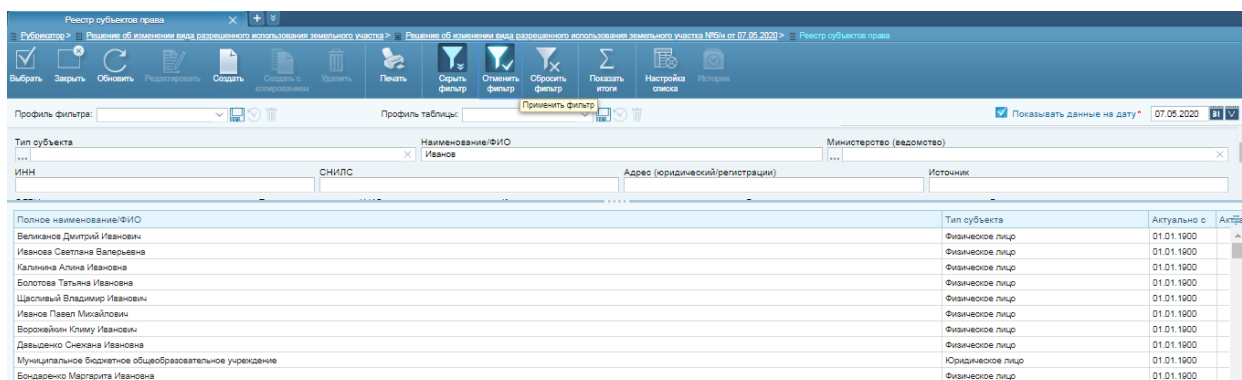 Реестр субъектов права
Рубрикатор > Решение об изменении вида разрешенного использования земельного участка > Решение об изменении вида разрешенного использования земельного участка №б/н от 07.05.2020 > Реестр субъектов права
Выбрать Закрыть Обновить Редактировать Создать Создать с копированием Удалить Печать Скрыть фильтр Отменить фильтр Сбросить фильтр Показать итоги Настройка списка История
Применить фильтр
Профиль фильтра: Профиль таблицы: Показывать данные на дату* 07.05.2020
Тип субъекта Наименование/ФИО Министерство (ведомство)
... Иванов ...
ИНН СНИЛС Адрес (юридический/регистрации) Источник
Полное наименование/ФИО Тип субъекта Актуально с
Великанов Дмитрий Иванович Физическое лицо 01.01.1900
Иванова Светлана Валерьевна Физическое лицо 01.01.1900
Калинина Алина Ивановна Физическое лицо 01.01.1900
Болотова Татьяна Ивановна Физическое лицо 01.01.1900
Щасливый Владимир Иванович Физическое лицо 01.01.1900
Иванов Павел Михайлович Физическое лицо 01.01.1900
Ворожейкин Климу Иванович Физическое лицо 01.01.1900
Давыденко Снежана Ивановна Физическое лицо 01.01.1900
Муниципальное бюджетное общеобразовательное учреждение Юридическое лицо 01.01.1900
Бондаренко Маргарита Ивановна Физическое лицо 01.01.1900